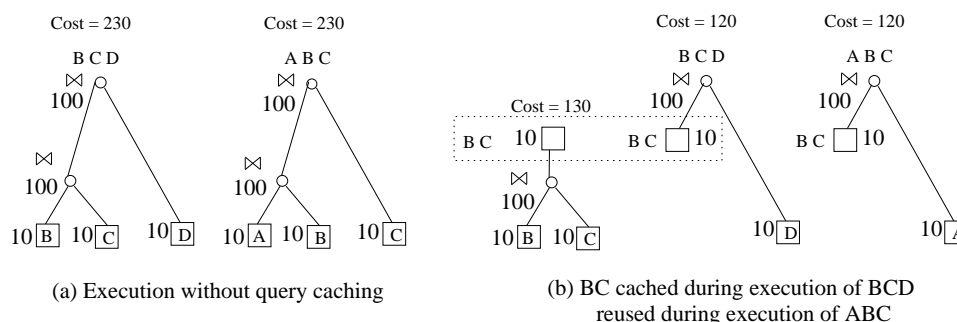 Cost = 230
Cost = 230
B C D
⋈
100
⋈
100
10 B
10 C
10 D
A B C
⋈
100
⋈
100
10 A
10 B
10 C
(a) Execution without query caching
Cost = 120
Cost = 120
Cost = 130
B C
10
⋈
100
10 B
10 C
B C D
⋈
100
B C
10
10 D
A B C
⋈
100
B C
10
10 A
(b) BC cached during execution of BCD
reused during execution of ABC